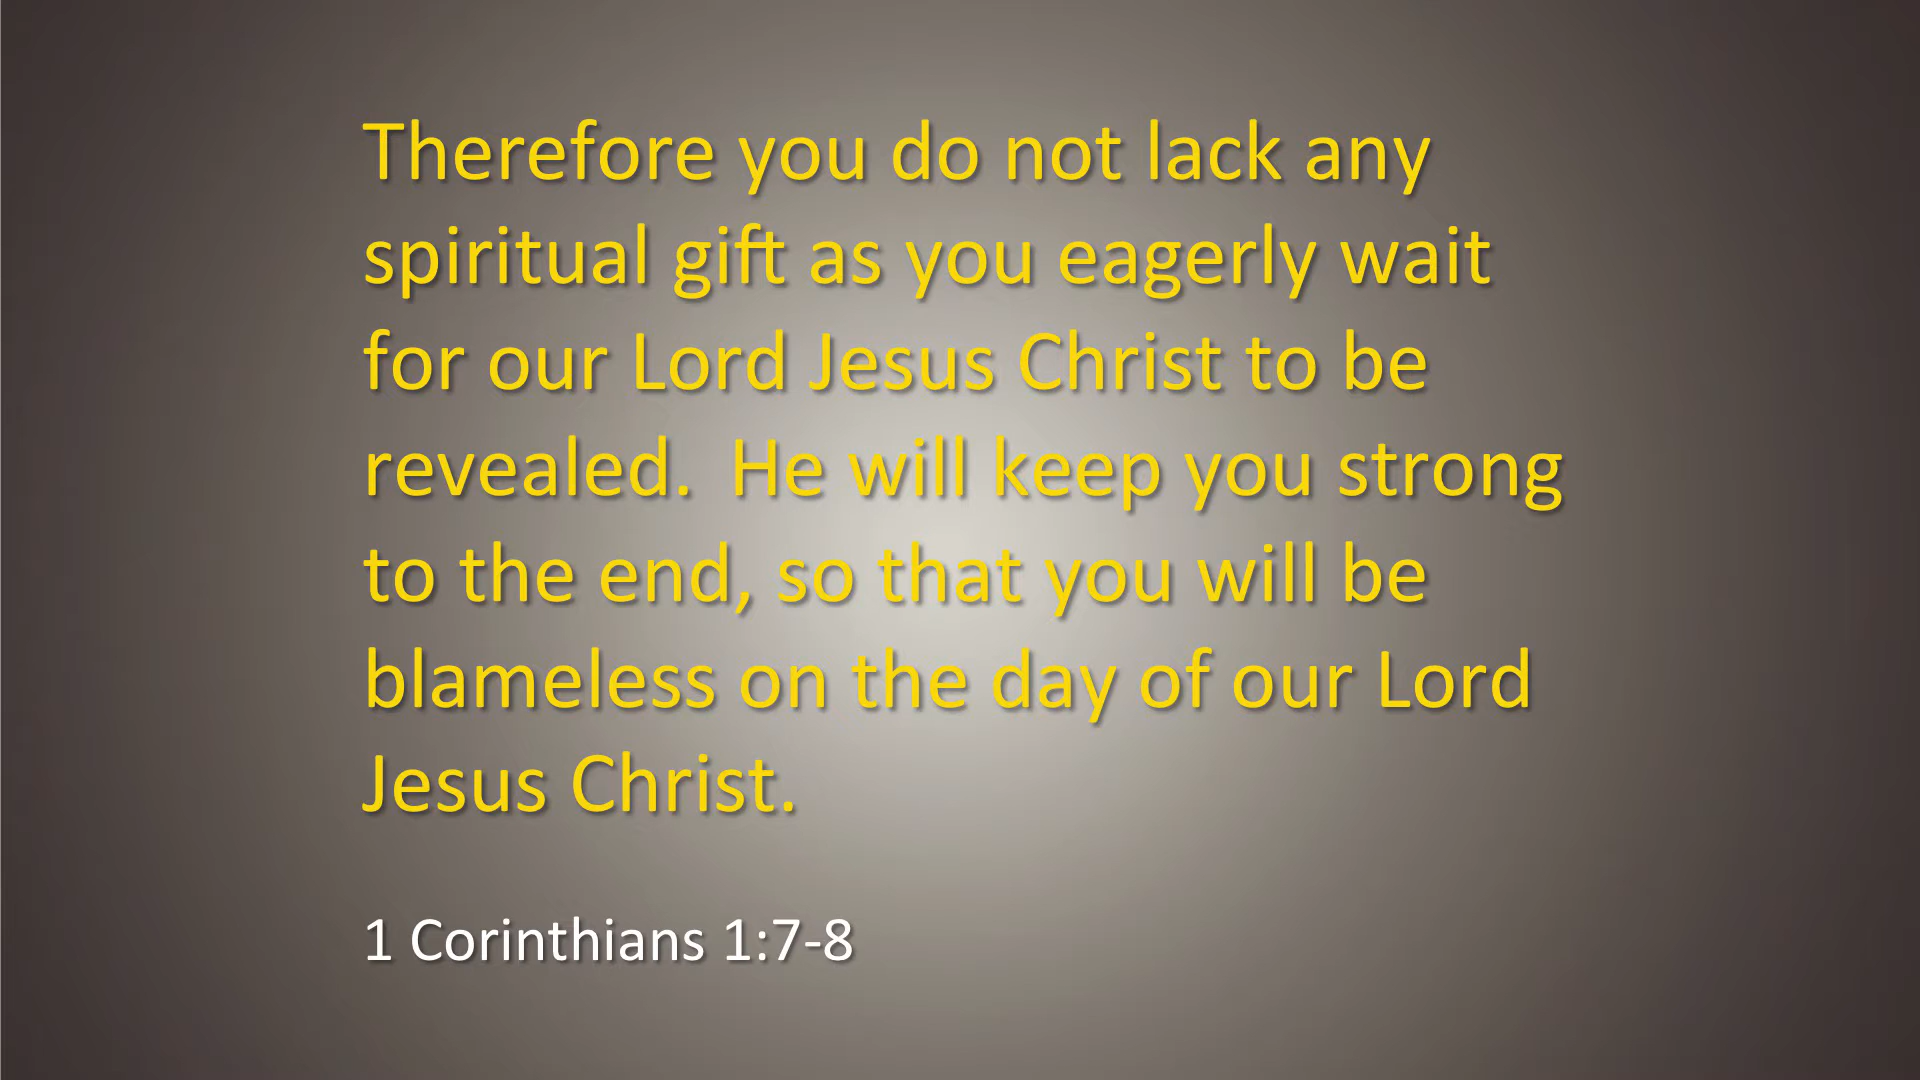 Therefore you do not lack any
spiritual gift as you eagerly wait
for our Lord Jesus Christ to be
revealed.  He will keep you strong
to the end, so that you will be
blameless on the day of our Lord
Jesus Christ.
1 Corinthians 1:7-8